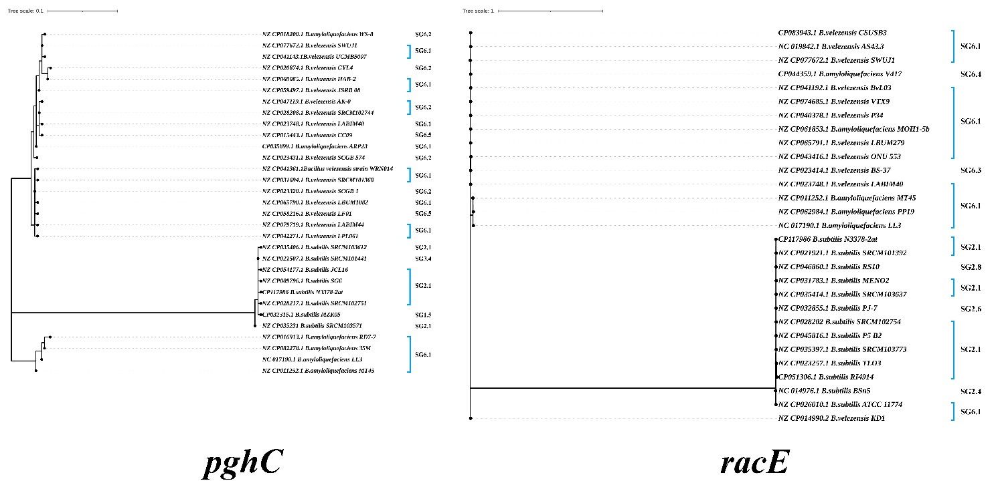 Tree scale: 0.1
NZ CP018200.1 B.amyloliquefaciens WS-8 SG6.2
NZ CP077672.1 B.velezensis SWUJ1
SG6.1
NZ CP041143.1B.velezensis UCMB5007
NZ CP020874.1 B.velezensis GYL4 SG6.2
NZ CP060085.1 B.velezensis HAB-2
SG6.1
NZ CP059497.1 B.velezensis JSRB 08
NZ CP047119.1 B.velezensis AK-0
SG6.2
NZ CP028208.1 B.velezensis SRCM102744
NZ CP023748.1 B.velezensis LABIM40 SG6.1
NZ CP015443.1 B.velezensis CC09 SG6.5
CP035899.1 B.amyloliquefaciens ARP23 SG6.1
NZ CP023431.1 B.velezensis SCGB 574 SG6.2
NZ CP041361.1Bacillus velezensis strain WRN014
SG6.1
NZ CP031694.1 B.velezensis SRCM101368
NZ CP023320.1 B.velezensis SCGB 1 SG6.2
NZ CP065790.1 B.velezensis LBUM1082 SG6.1
NZ CP058216.1 B.velezensis LF01 SG6.5
NZ CP079719.1 B.velezensis LABIM44
SG6.1
NZ CP042271.1 B.velezensis LPL061
NZ CP035406.1 B.subtilis SRCM103612 SG2.1
NZ CP021507.1 B.subtilis SRCM101441 SG3.4
NZ CP054177.1 B.subtilis JCL16
NZ CP009796.1 B.subtilis SG6
SG2.1
CP117986 B.subtilis N3378-2at
NZ CP028217.1 B.subtilis SRCM102751
CP032315.1 B.subtilis MZK05 SG1.5
NZ CP035231 B.subtilis SRCM103571 SG2.1
NZ CP016913.1 B.amyloliquefaciens RD7-7
NZ CP082278.1 B.amyloliquefaciens 35M
SG6.1
NC 017190.1 B.amyloliquefaciens LL3
NZ CP011252.1 B.amyloliquefaciens MT45
pghC
Tree scale: 1
CP083943.1 B.velezensis CSUSB3
NC 019842.1 B.velezensis AS43.3 SG6.1
NZ CP077672.1 B.velezensis SWUJ1
CP044359.1 B.amyloliquefaciens V417 SG6.4
NZ CP041192.1 B.velezensis BvL03
NZ CP074685.1 B.velezensis VTX9
NZ CP040378.1 B.velezensis P34
SG6.1
NZ CP061853.1 B.amyloliquefaciens MOH1-5b
NZ CP065791.1 B.velezensis LBUM279
NZ CP043416.1 B.velezensis ONU 553
NZ CP023414.1 B.velezensis BS-37 SG6.3
NZ CP023748.1 B.velezensis LABIM40
NZ CP011252.1 B.amyloliquefaciens MT45
SG6.1
NZ CP062984.1 B.amyloliquefaciens PP19
NC 017190.1 B.amyloliquefaciens LL3
CP117986 B.subtilis N3378-2at
SG2.1
NZ CP021921.1 B.subtilis SRCM101392
NZ CP046860.1 B.subtilis RS10 SG2.8
NZ CP031783.1 B.subtilis MENO2
SG2.1
NZ CP035414.1 B.subtilis SRCM103637
NZ CP032855.1 B.subtilis PJ-7 SG2.6
NZ CP028202 B.subtilis SRCM102754
NZ CP045816.1 B.subtilis P5 B2
NZ CP035397.1 B.subtilis SRCM103773 SG2.1
NZ CP023257.1 B.subtilis TLO3
CP051306.1 B.subtilis RI4914
NC 014976.1 B.subtilis BSn5 SG2.4
NZ CP026010.1 B.subtilis ATCC 11774
SG6.1
NZ CP014990.2 B.velezensis KD1
racE